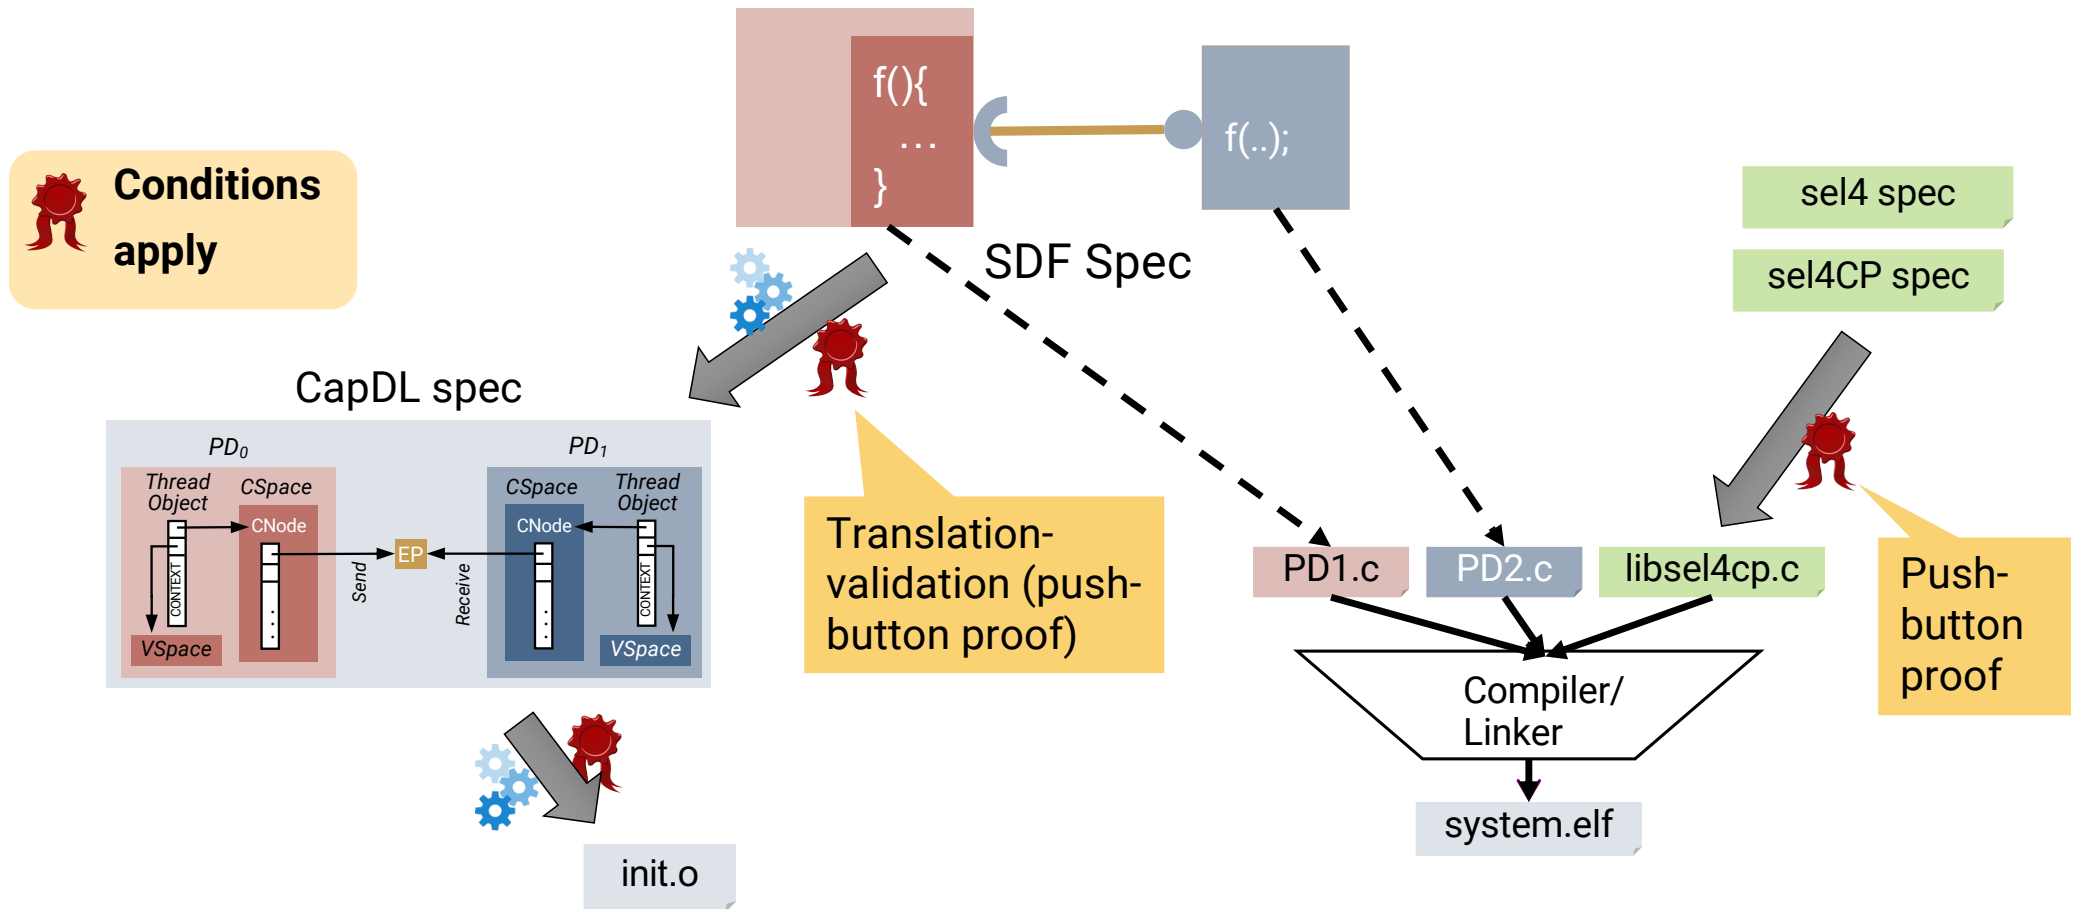 f(){
...
}
f(..);
Conditions
apply
sel4 spec
sel4CP spec
SDF Spec
CapDL spec
PD0
PD1
Thread
Object
CSpace
CNode
CONTEXT
VSpace
Send
EP
Receive
CSpace
CNode
Thread
Object
CONTEXT
VSpace
Translation-
validation (push-
button proof)
PD1.c
PD2.c
libsel4cp.c
Push-
button
proof
Compiler/
Linker
system.elf
init.o